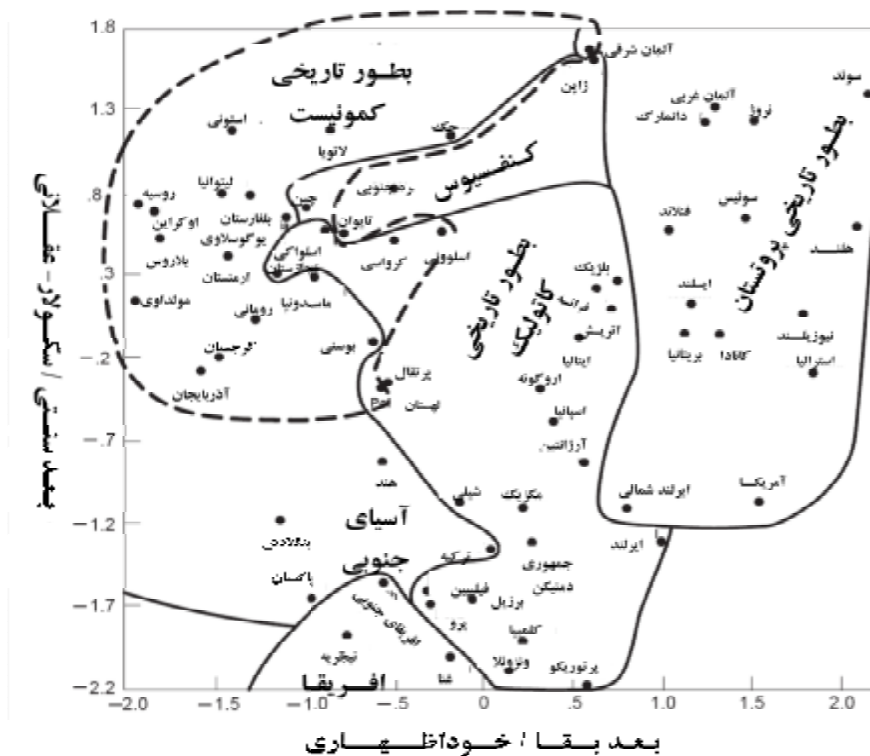 1.8
1.3
.8
.3
−.2
−.7
−1.2
−1.7
−2.2
بعد سنتی / سکولار - عقلانی
بطور تاریخی
کمونیست
استونی
لاتویا
چک
آلمان شرقی
ژاپن
کنفسیوس
سوئد
آلمان غربی
دانمارک
نروژ
بطور تاریخی پروتستان
روسیه
اوکراین
بلاروس
لیتوانیا
بلغارستان
یوگوسلاوی
چین
تایوان
اسلواکی
ارمنستان
ماسدونیا
کرواسی
اسلوونی
مولداوی
رومانی
گرجستان
آذربایجان
بوسنی
پرتقال
لهستان
بطور تاریخی
کاتولیک
بلژیک
فرانسه
اتریش
ایتالیا
اروگوئه
اسپانیا
آرژانتین
فنلاند
سوئیس
هلند
ایسلند
بریتانیا
کانادا
نیوزیلند
استرالیا
هند
شیلی
مکزیک
ایرلند شمالی
آمریکا
ایرلند
بنگلادش
پاکستان
آسیای
جنوبی
ترکیه
جمهوری
دمنیکن
فیلیپین
برزیل
پرو
کلمبیا
ونزوئلا
پرتوریکو
آفریقای جنوبی
نیجریه
غنا
افریقا
−2.0
−1.5
−1.0
−.5
0
.5
1.0
1.5
2.0
بعد بقا / خوداظهاری